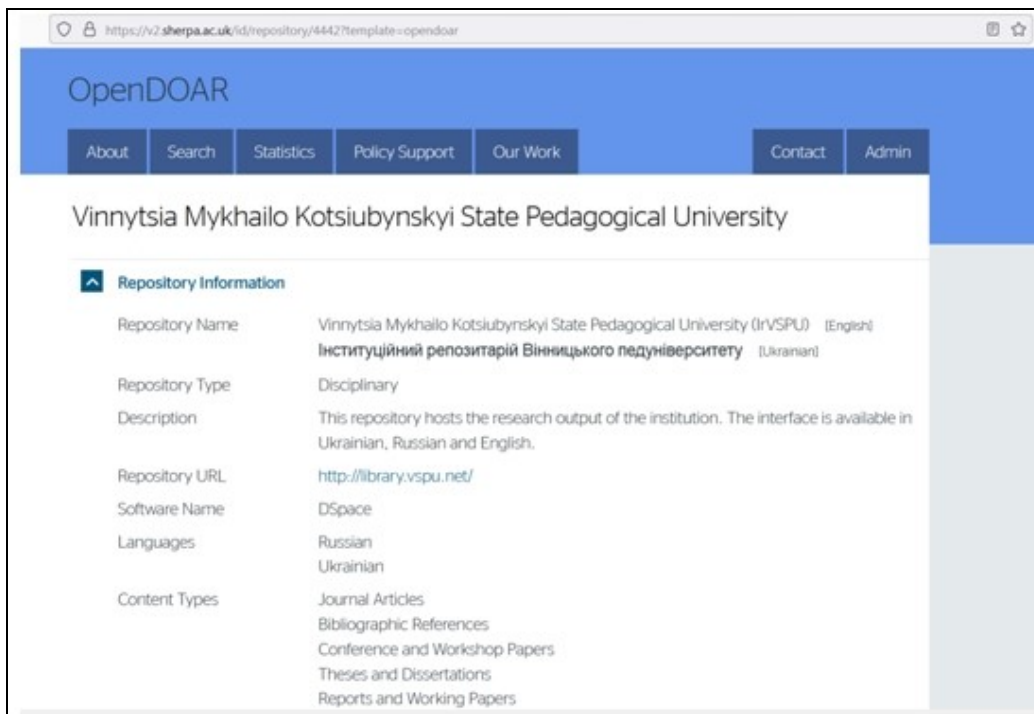 https://v2.sherpa.ac.uk/id/repository/4442?template=opendoar
OpenDOAR
About Search Statistics Policy Support Our Work Contact Admin
Vinnytsia Mykhailo Kotsiubynskyi State Pedagogical University
Repository Information
Repository Name Vinnytsia Mykhailo Kotsiubynskyi State Pedagogical University (IrVSPU) [English]
Інституційний репозитарій Вінницького педуніверситету [Ukrainian]
Repository Type Disciplinary
Description This repository hosts the research output of the institution. The interface is available in
Ukrainian, Russian and English.
Repository URL http://library.vspu.net/
Software Name DSpace
Languages Russian
Ukrainian
Content Types Journal Articles
Bibliographic References
Conference and Workshop Papers
Theses and Dissertations
Reports and Working Papers